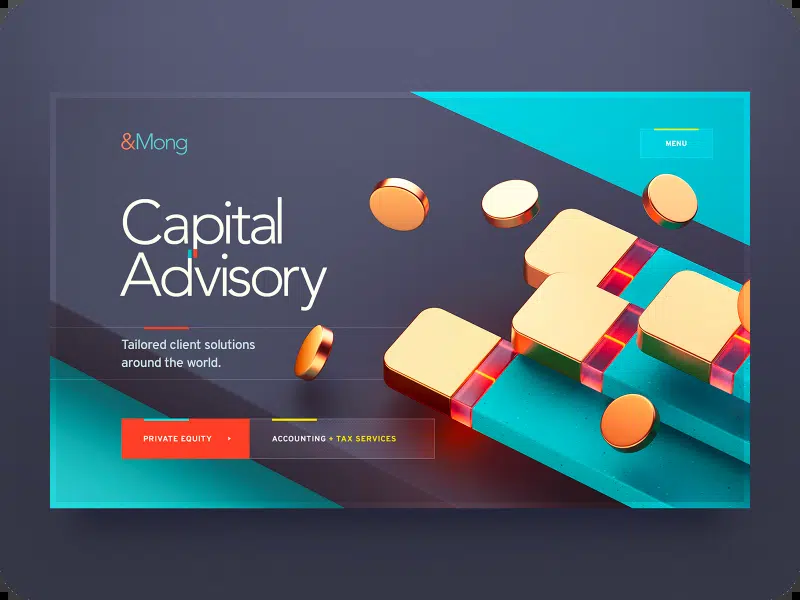 &Mong
MENU
Capital
Advisory
Tailored client solutions
around the world.
PRIVATE EQUITY
ACCOUNTING + TAX SERVICES